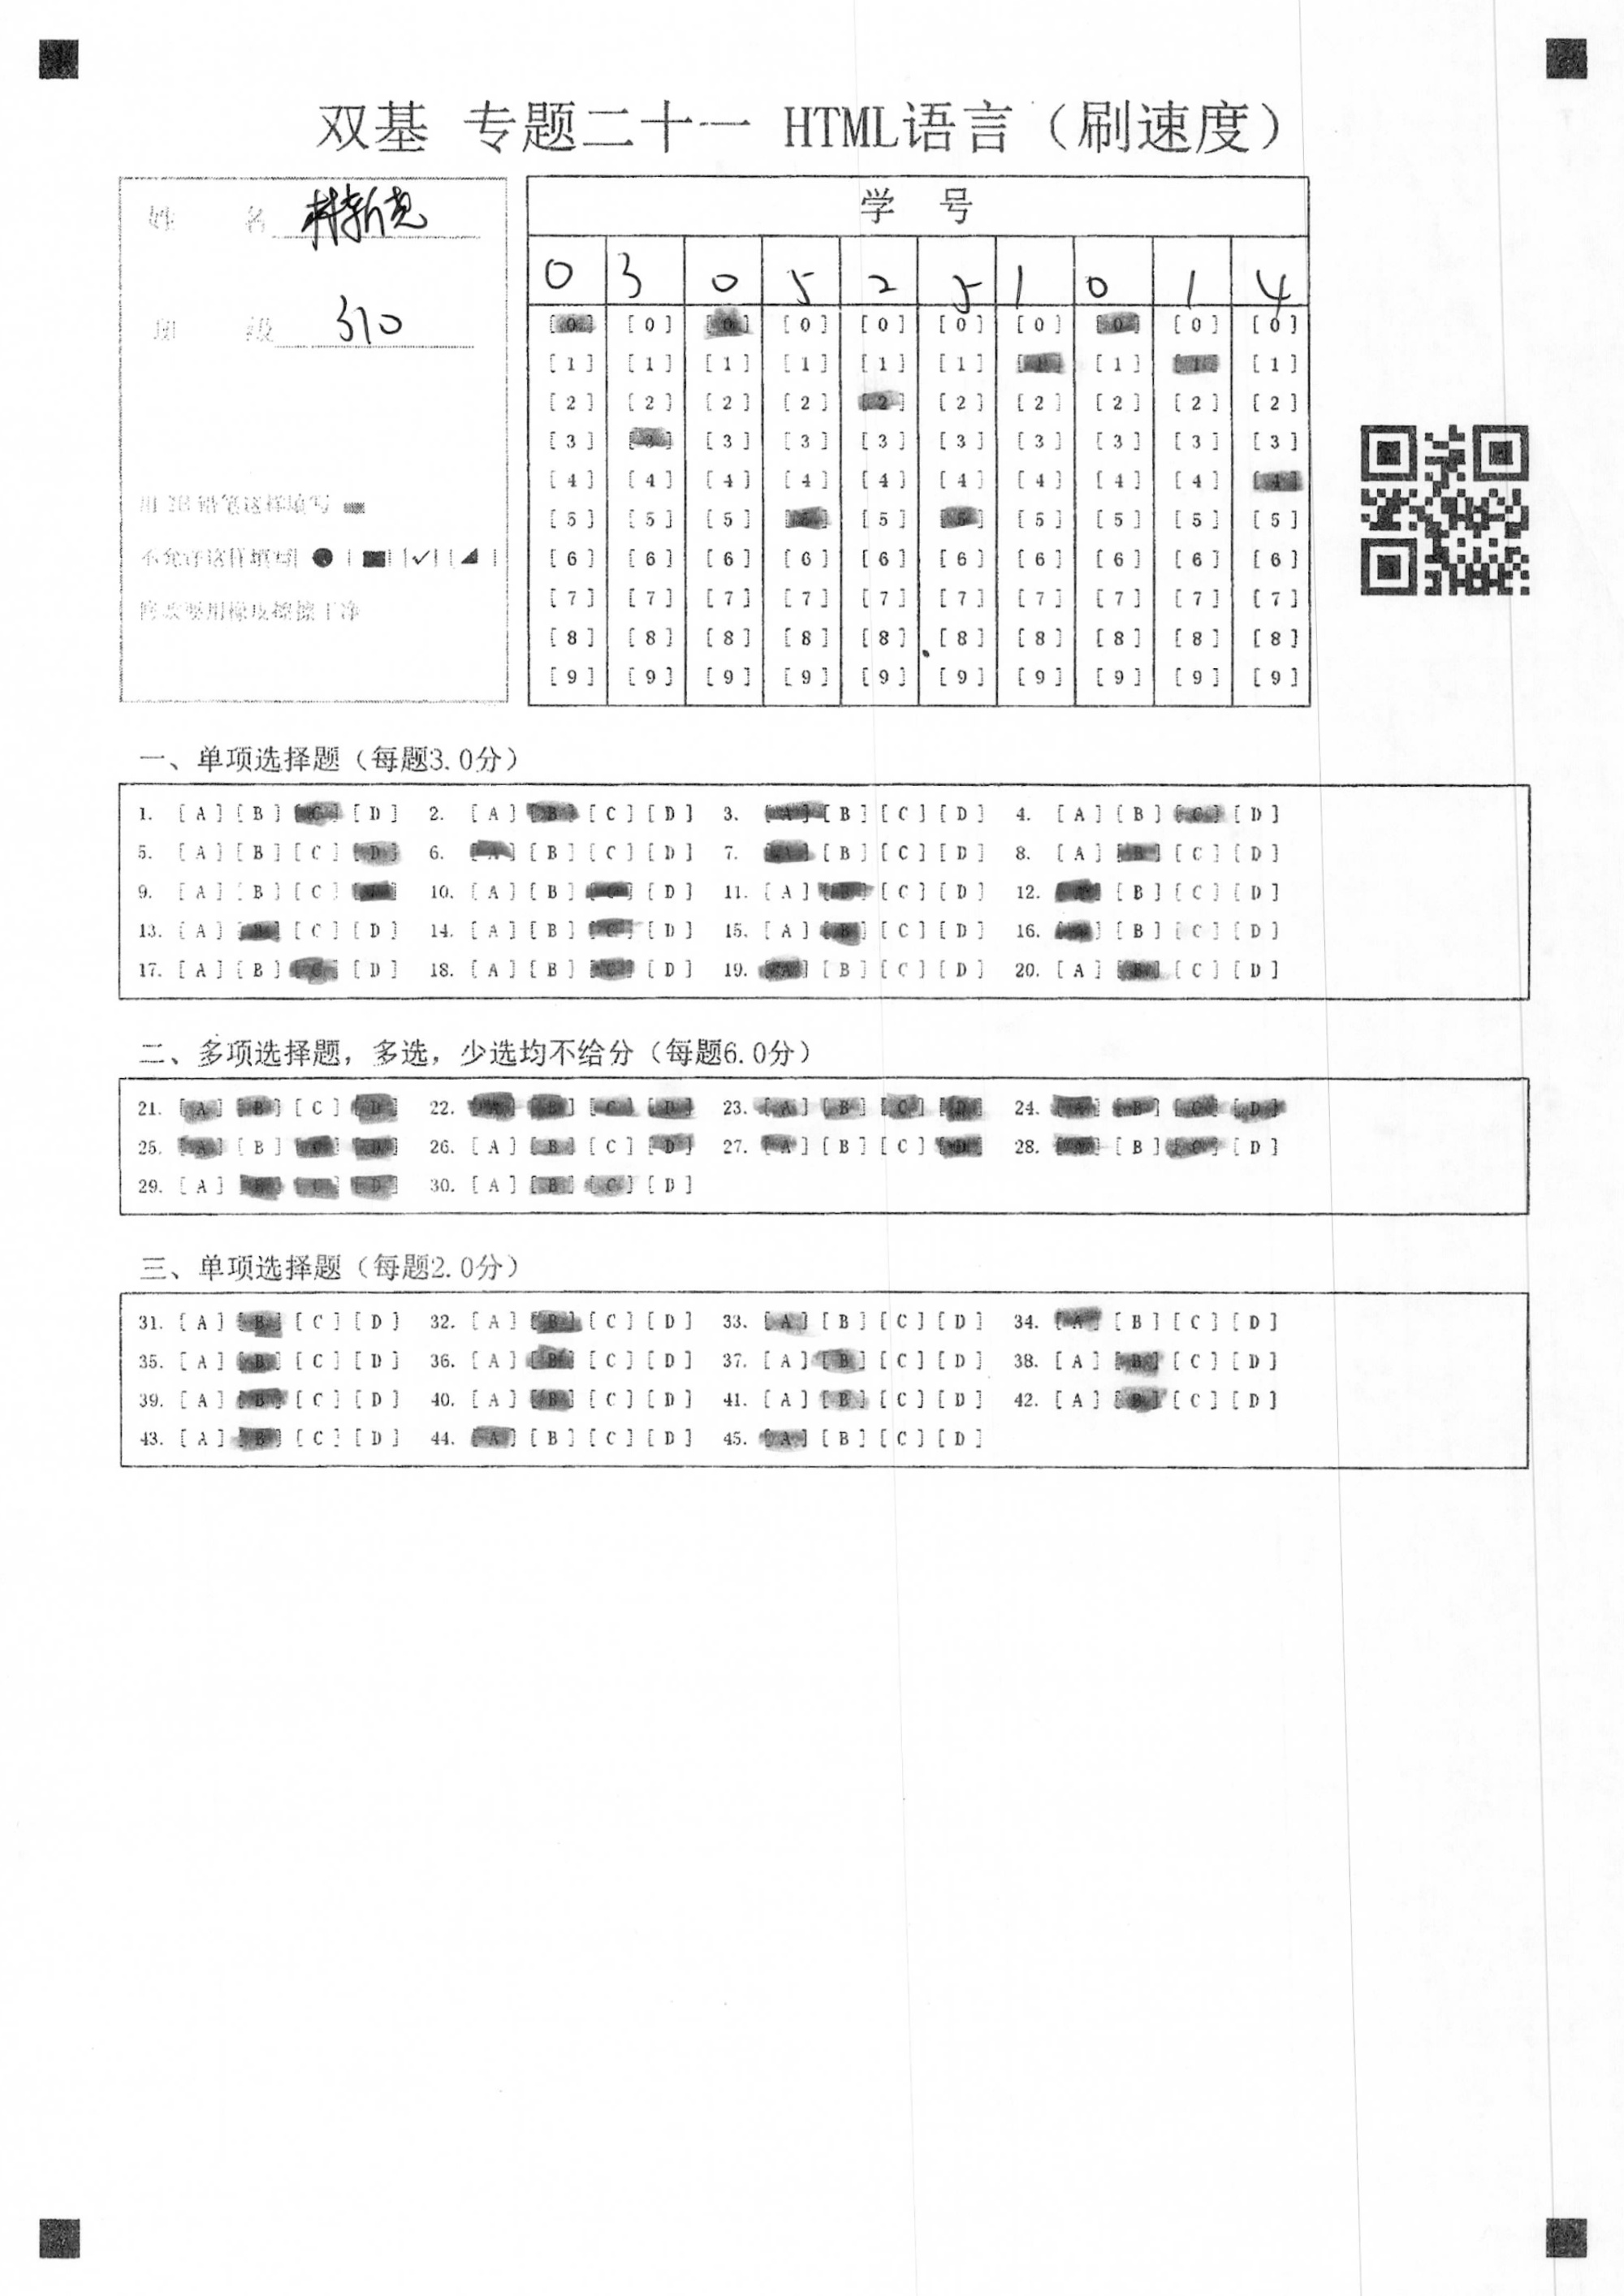 双基 专题二十一 HTML语言（刷速度）
姓 名
班 级 310
用 2B 铅笔这样填写
不允许这样填写
修改要用橡皮擦擦干净
学 号
0 3 0 5 2 5 1 0 1 4
[0] [0] [0] [0] [0] [0] [0] [0] [0] [0]
[1] [1] [1] [1] [1] [1] [1] [1] [1] [1]
[2] [2] [2] [2] [2] [2] [2] [2] [2] [2]
[3] [3] [3] [3] [3] [3] [3] [3] [3] [3]
[4] [4] [4] [4] [4] [4] [4] [4] [4] [4]
[5] [5] [5] [5] [5] [5] [5] [5] [5] [5]
[6] [6] [6] [6] [6] [6] [6] [6] [6] [6]
[7] [7] [7] [7] [7] [7] [7] [7] [7] [7]
[8] [8] [8] [8] [8] [8] [8] [8] [8] [8]
[9] [9] [9] [9] [9] [9] [9] [9] [9] [9]
一、单项选择题（每题3.0分）
1. [A] [B] [C] [D] 2. [A] [B] [C] [D] 3. [A] [B] [C] [D] 4. [A] [B] [C] [D]
5. [A] [B] [C] [D] 6. [A] [B] [C] [D] 7. [A] [B] [C] [D] 8. [A] [B] [C] [D]
9. [A] [B] [C] [D] 10. [A] [B] [C] [D] 11. [A] [B] [C] [D] 12. [A] [B] [C] [D]
13. [A] [B] [C] [D] 14. [A] [B] [C] [D] 15. [A] [B] [C] [D] 16. [A] [B] [C] [D]
17. [A] [B] [C] [D] 18. [A] [B] [C] [D] 19. [A] [B] [C] [D] 20. [A] [B] [C] [D]
二、多项选择题，多选，少选均不给分（每题6.0分）
21. [A] [B] [C] [D] 22. [A] [B] [C] [D] 23. [A] [B] [C] [D] 24. [A] [B] [C] [D]
25. [A] [B] [C] [D] 26. [A] [B] [C] [D] 27. [A] [B] [C] [D] 28. [A] [B] [C] [D]
29. [A] [B] [C] [D] 30. [A] [B] [C] [D]
三、单项选择题（每题2.0分）
31. [A] [B] [C] [D] 32. [A] [B] [C] [D] 33. [A] [B] [C] [D] 34. [A] [B] [C] [D]
35. [A] [B] [C] [D] 36. [A] [B] [C] [D] 37. [A] [B] [C] [D] 38. [A] [B] [C] [D]
39. [A] [B] [C] [D] 40. [A] [B] [C] [D] 41. [A] [B] [C] [D] 42. [A] [B] [C] [D]
43. [A] [B] [C] [D] 44. [A] [B] [C] [D] 45. [A] [B] [C] [D]